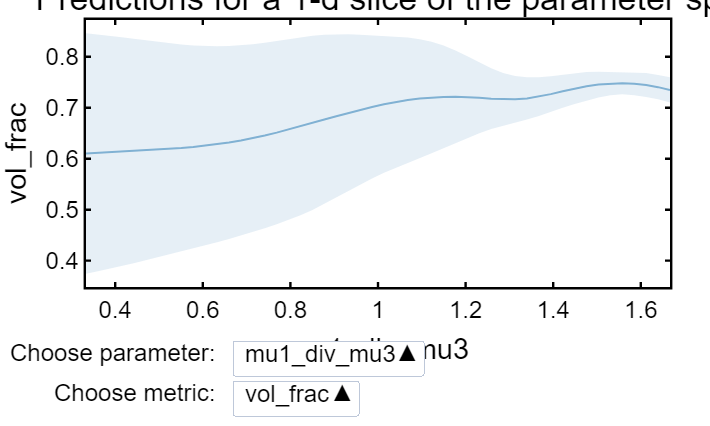 Predictions for a 1-d slice of the parameter
vol_frac
0.8
0.7
0.6
0.5
0.4
0.4 0.6 0.8 1 1.2 1.4 1.6
Choose parameter: mu1_div_mu3▲
Choose metric: vol_frac▲